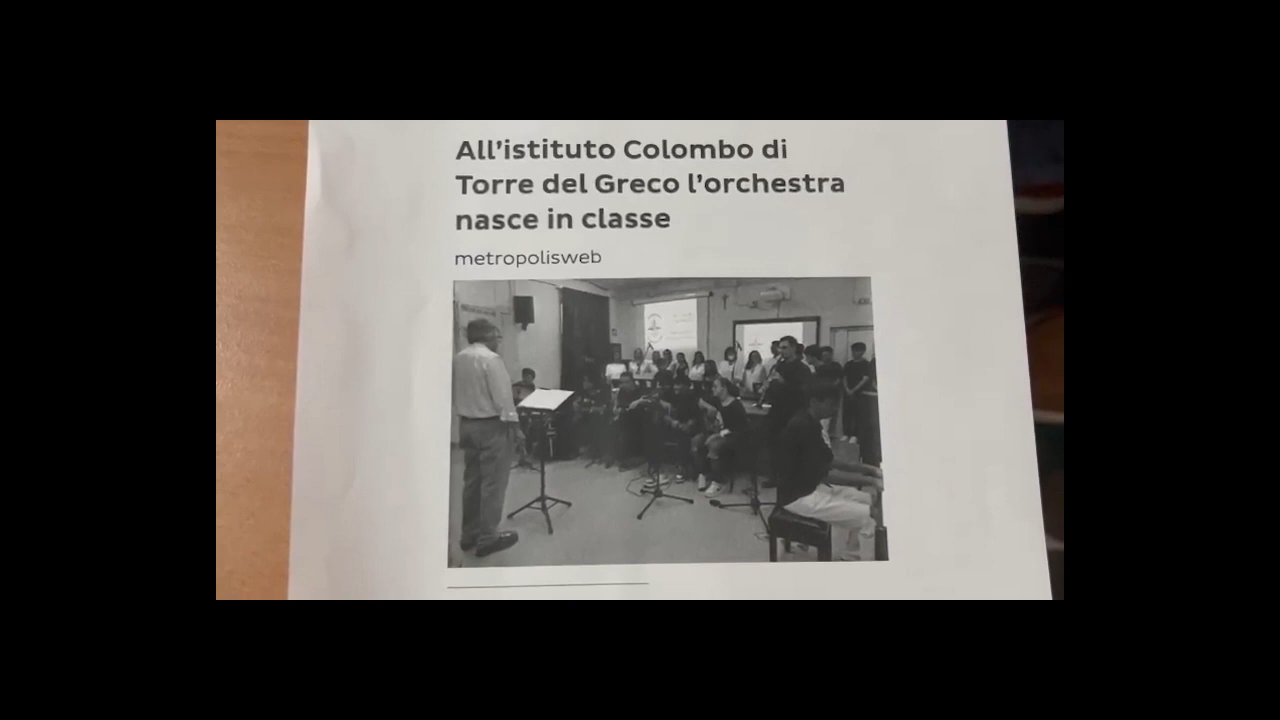 All'istituto Colombo di
Torre del Greco l'orchestra
nasce in classe
metropolisweb